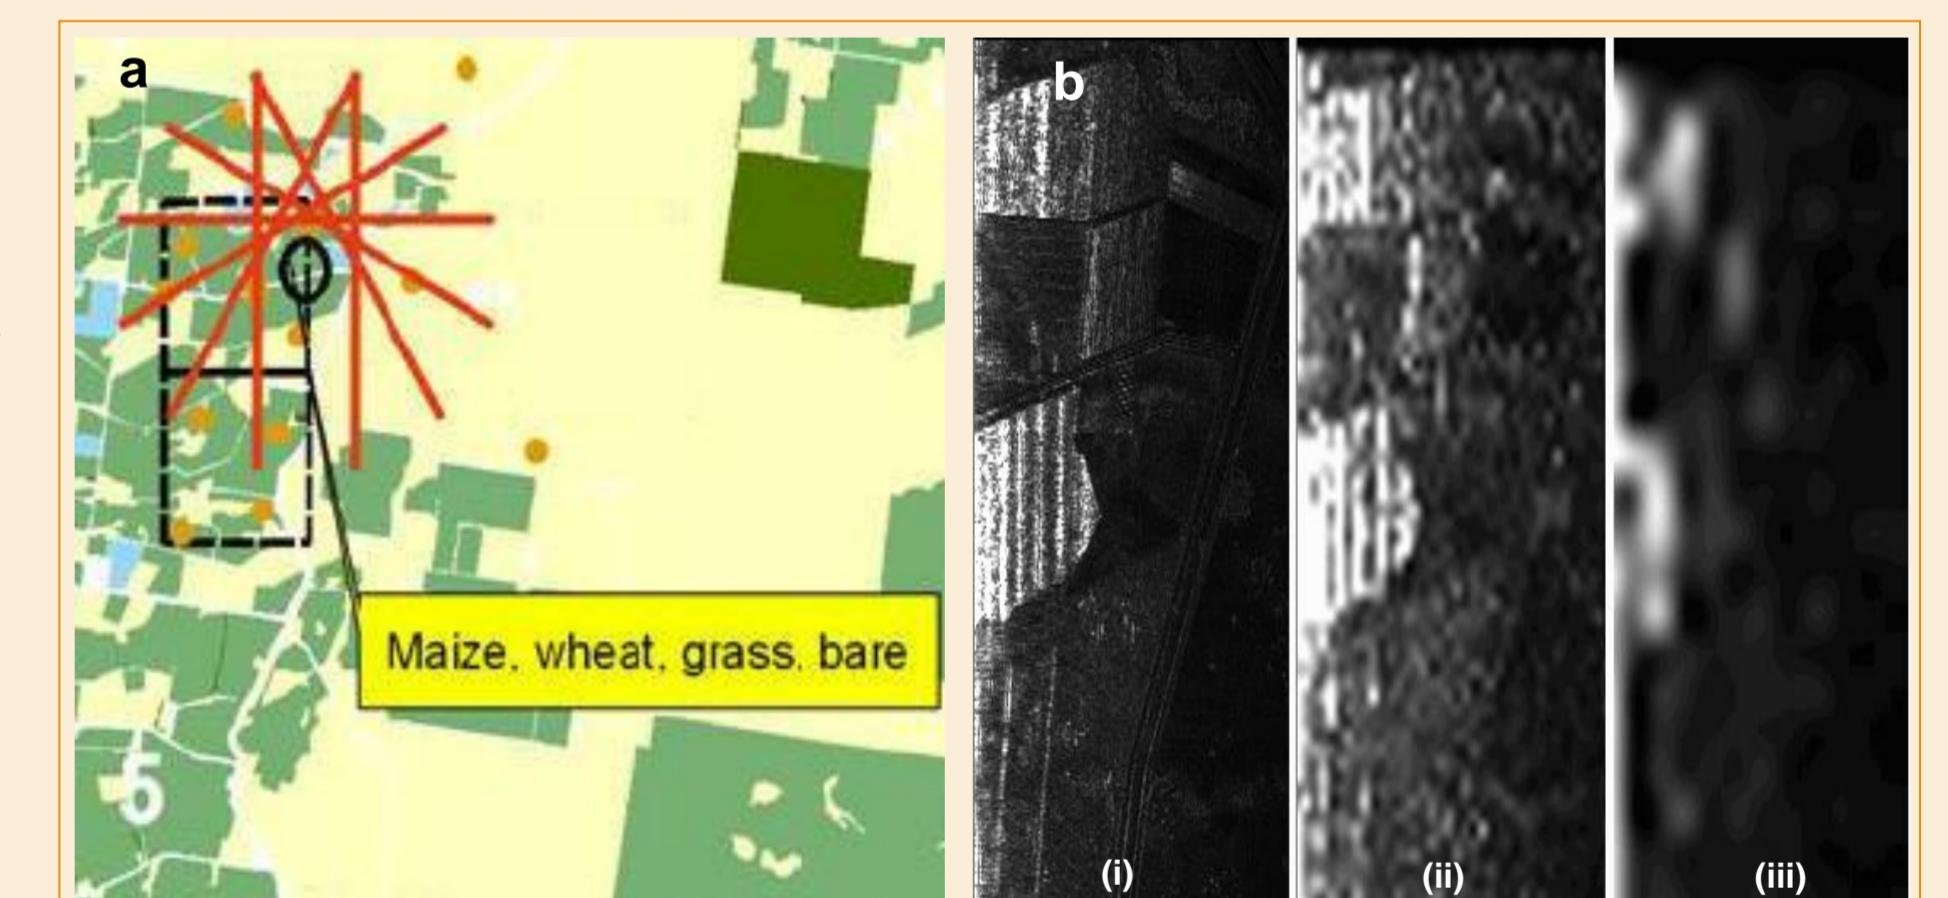 a
b
Maize, wheat, grass, bare
5
(i)
(ii)
(iii)